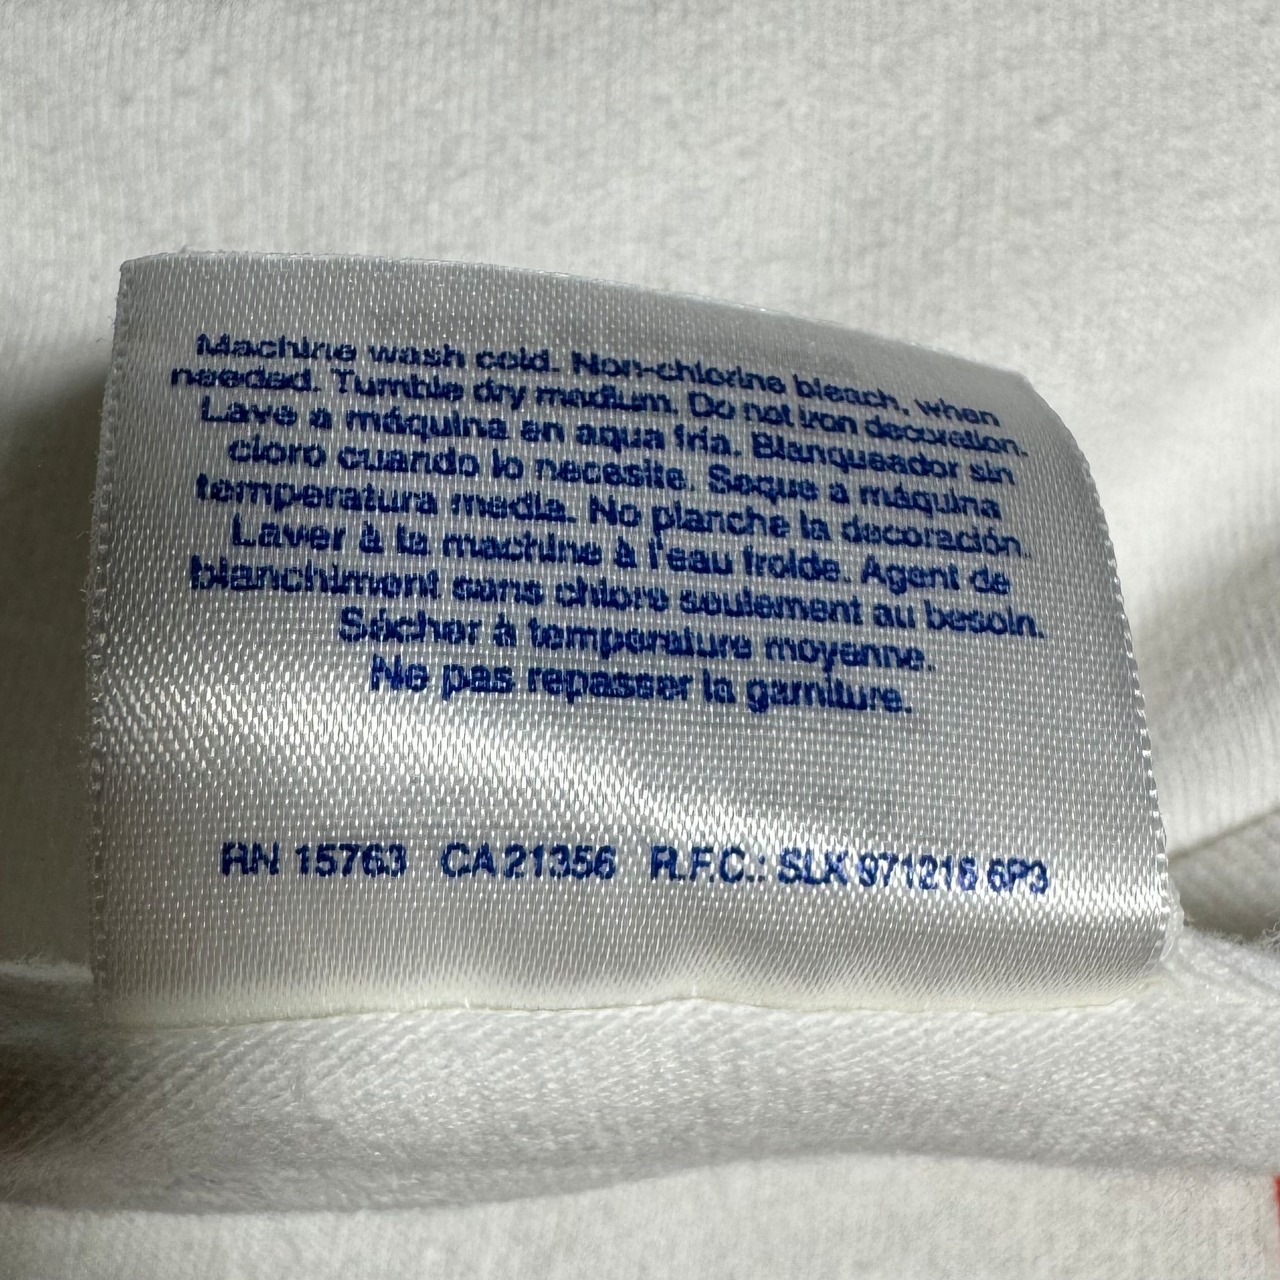 Machine wash cold. Non-chlorine bleach, when
needed. Tumble dry medium. Do not iron decoration.
Lave a máquina en aqua fria. Blanqueador sin
cloro cuando lo necesite. Seque a máquina
temperatura media. No planche la decoración.
Laver à la machine à l'eau froide. Agent de
blanchiment sans chlore seulement au besoin.
Sécher à temperature moyenne.
Ne pas repasser la garniture.
RN 15763 CA 21356 R.F.C.: SLK 971216 6P3